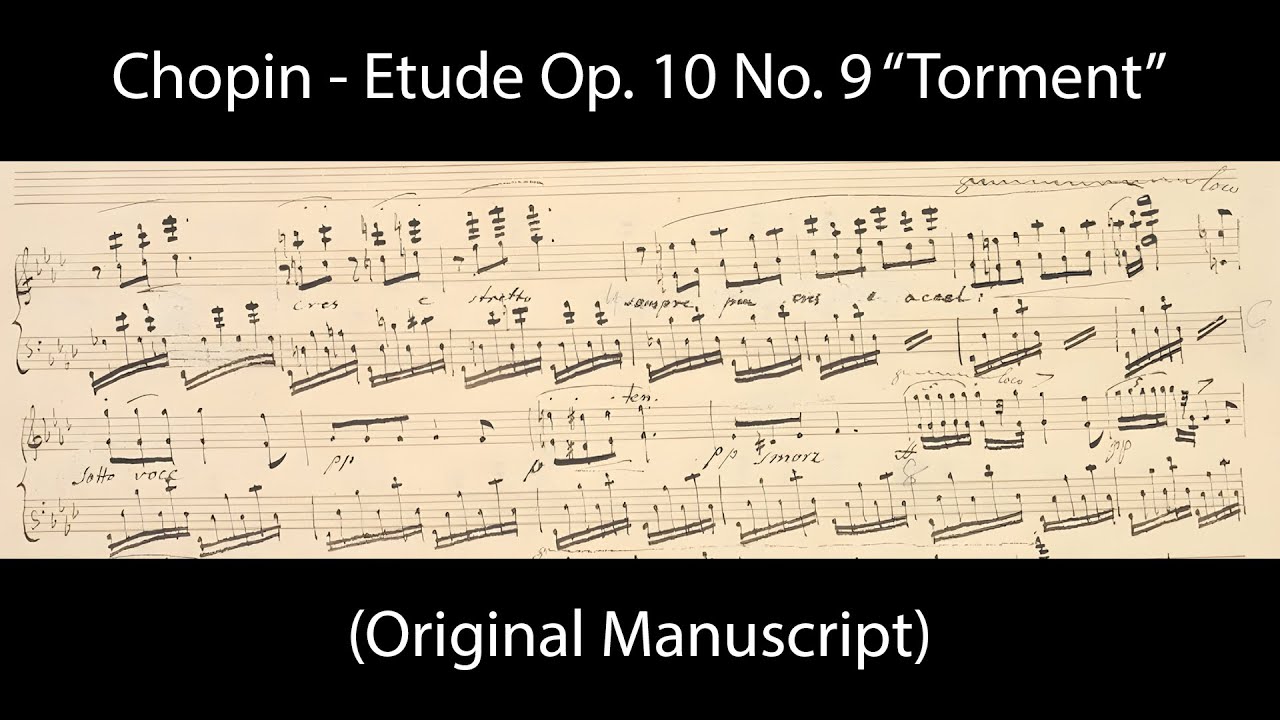 Chopin - Etude Op. 10 No. 9 “Torment”
loco
cres e stretto sempre piu cres e accel:
loco
ten.
sotto voce pp p pp smorz pp
8
(Original Manuscript)